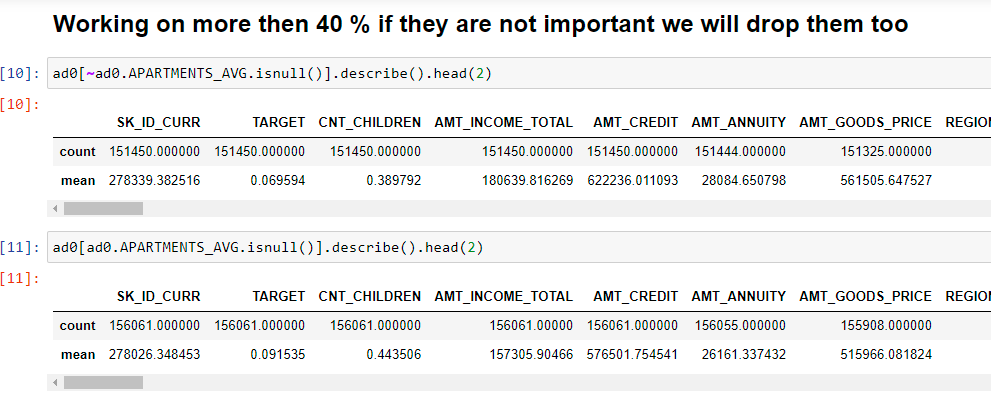 Working on more then 40 % if they are not important we will drop them too
[10]: ad0[~ad0.APARTMENTS_AVG.isnull()].describe().head(2)
[10]:
SK_ID_CURR TARGET CNT_CHILDREN AMT_INCOME_TOTAL AMT_CREDIT AMT_ANNUITY AMT_GOODS_PRICE REGION
count 151450.000000 151450.000000 151450.000000 151450.000000 151450.000000 151444.000000 151325.000000
mean 278339.382516 0.069594 0.389792 180639.816269 622236.011093 28084.650798 561505.647527
[11]: ad0[ad0.APARTMENTS_AVG.isnull()].describe().head(2)
[11]:
SK_ID_CURR TARGET CNT_CHILDREN AMT_INCOME_TOTAL AMT_CREDIT AMT_ANNUITY AMT_GOODS_PRICE REGION
count 156061.000000 156061.000000 156061.000000 156061.00000 156061.000000 156055.000000 155908.000000
mean 278026.348453 0.091535 0.443506 157305.90466 576501.754541 26161.337432 515966.081824